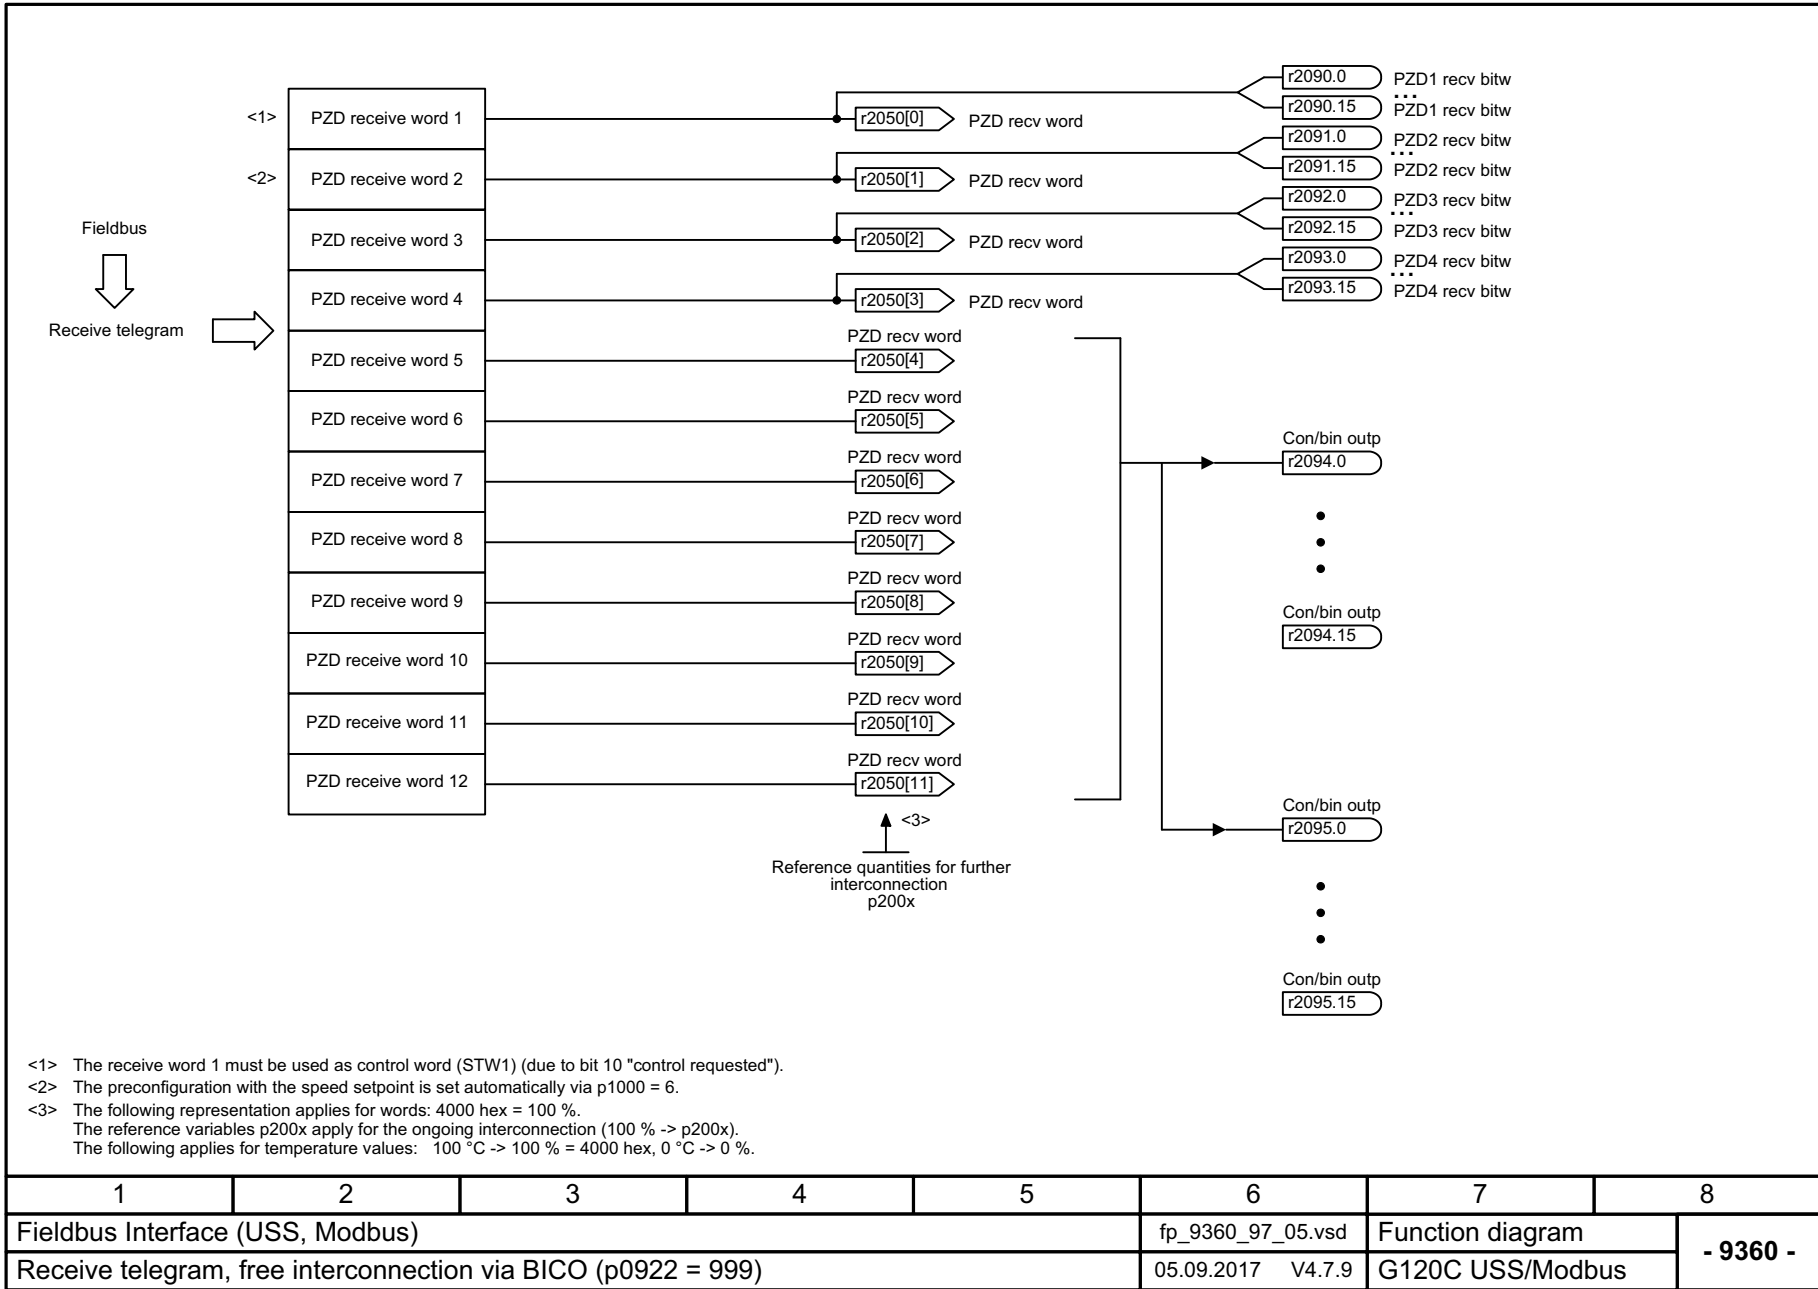 <1> PZD receive word 1 r2050[0] PZD recv word
r2090.0 PZD1 recv bitw
...
r2090.15 PZD1 recv bitw
<2> PZD receive word 2 r2050[1] PZD recv word
r2091.0 PZD2 recv bitw
...
r2091.15 PZD2 recv bitw
PZD receive word 3 r2050[2] PZD recv word
r2092.0 PZD3 recv bitw
...
r2092.15 PZD3 recv bitw
PZD receive word 4 r2050[3] PZD recv word
r2093.0 PZD4 recv bitw
...
r2093.15 PZD4 recv bitw
Fieldbus
Receive telegram
PZD recv word
PZD receive word 5 r2050[4]
PZD recv word
PZD receive word 6 r2050[5]
PZD recv word
PZD receive word 7 r2050[6]
PZD recv word
PZD receive word 8 r2050[7]
PZD recv word
PZD receive word 9 r2050[8]
PZD recv word
PZD receive word 10 r2050[9]
PZD recv word
PZD receive word 11 r2050[10]
PZD recv word
PZD receive word 12 r2050[11]
<3>
Reference quantities for further
interconnection
p200x
Con/bin outp
r2094.0
Con/bin outp
r2094.15
Con/bin outp
r2095.0
Con/bin outp
r2095.15
<1> The receive word 1 must be used as control word (STW1) (due to bit 10 "control requested").
<2> The preconfiguration with the speed setpoint is set automatically via p1000 = 6.
<3> The following representation applies for words: 4000 hex = 100 %.
The reference variables p200x apply for the ongoing interconnection (100 % -> p200x).
The following applies for temperature values: 100 °C -> 100 % = 4000 hex, 0 °C -> 0 %.
1 2 3 4 5 6 7 8
Fieldbus Interface (USS, Modbus) fp_9360_97_05.vsd Function diagram
- 9360 -
Receive telegram, free interconnection via BICO (p0922 = 999) 05.09.2017 V4.7.9 G120C USS/Modbus